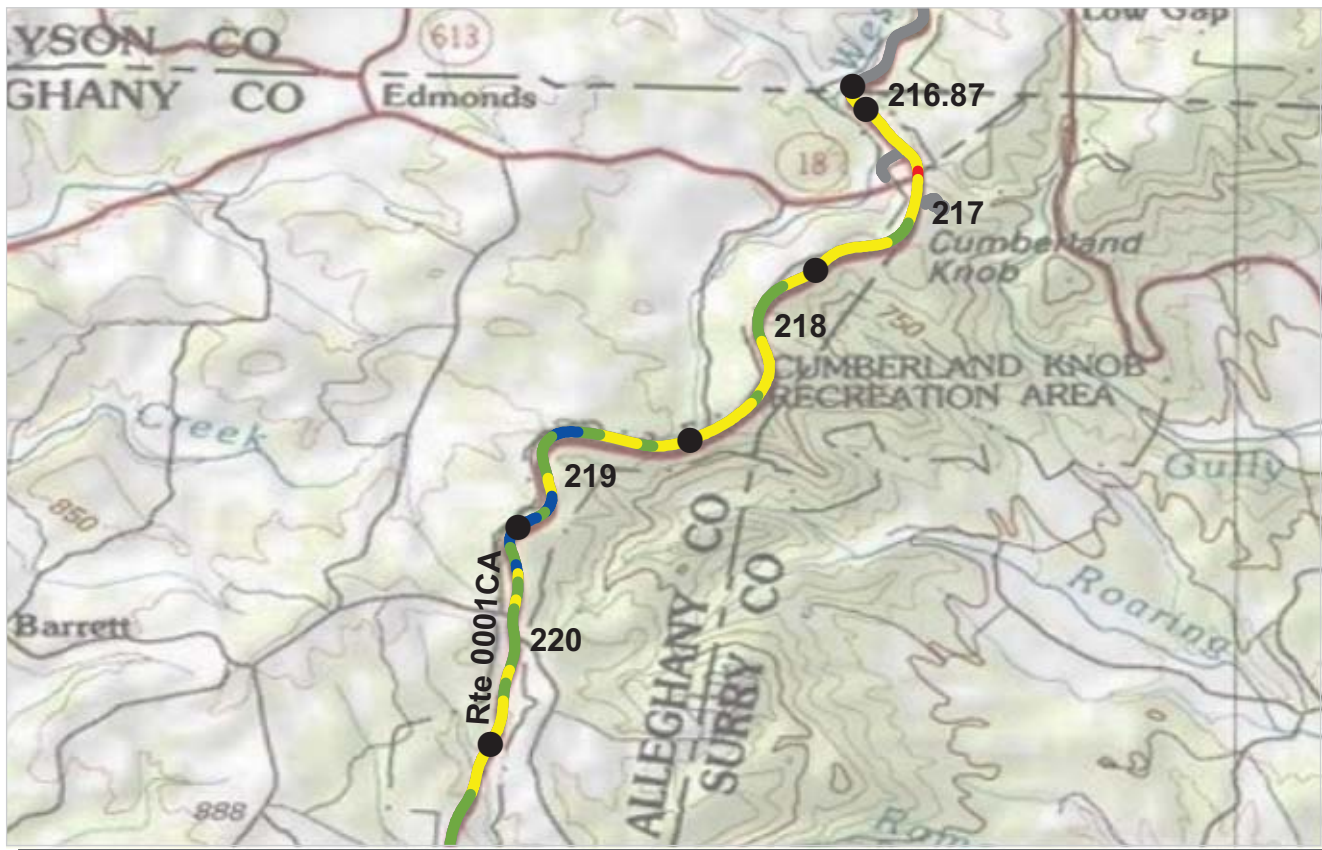 YSON CO
613
Low Gap
GHANY CO
Edmonds
216.87
18
217
Cumberland
Knob
218
750
CUMBERLAND KNOB
RECREATION AREA
Creek
219
Gully
850
ALLEGHANY CO
SURRY CO
Rte 0001CA
Roaring
Barrett
220
888